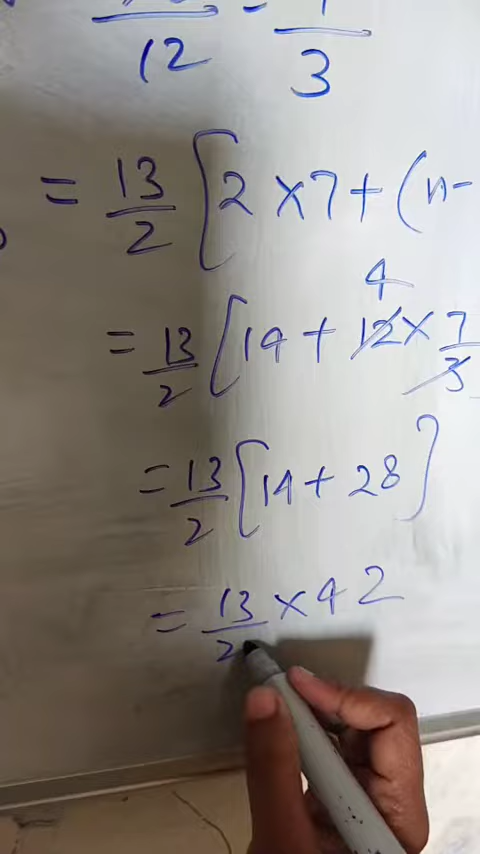 12 3
= 13/2 [2 × 7 + (n-
= 13/2 [14 + 12 × 7/3
4
= 13/2 [14 + 28]
= 13/2 × 42